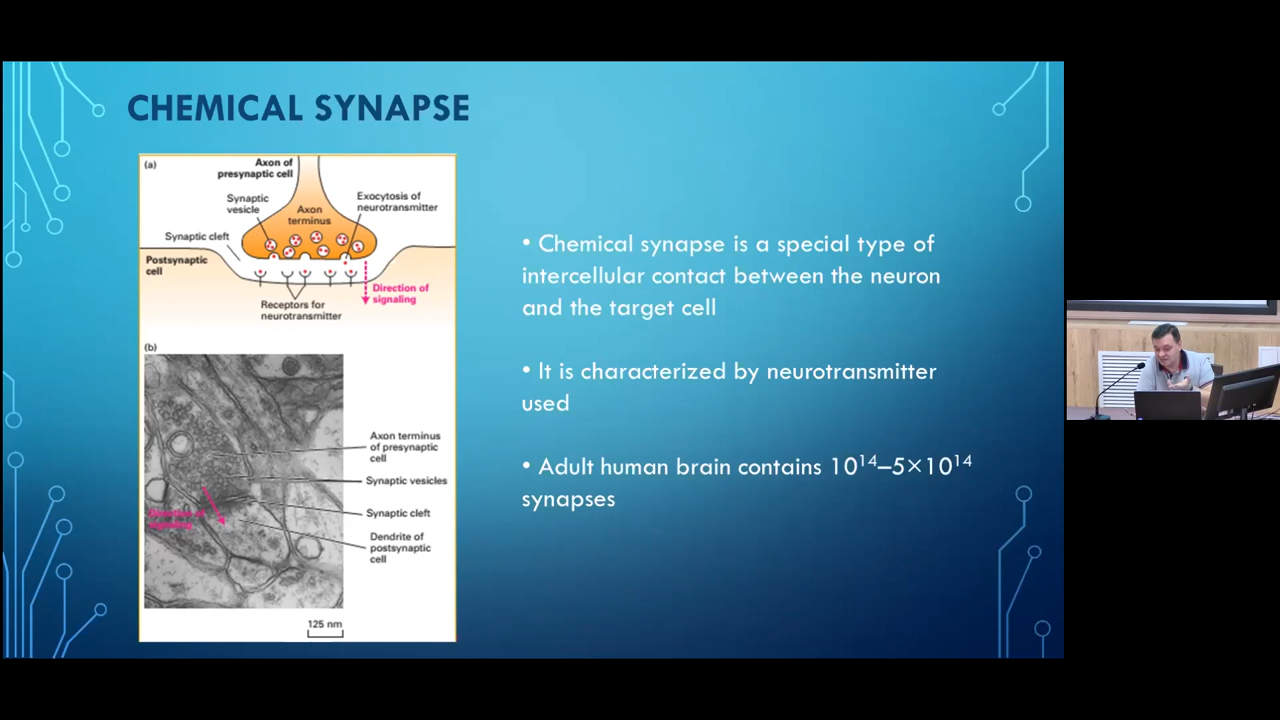 CHEMICAL SYNAPSE
(a)
Axon of
presynaptic cell
Synaptic
vesicle
Exocytosis of
neurotransmitter
Axon
terminus
Synaptic cleft
Postsynaptic
cell
Direction of
signaling
Receptors for
neurotransmitter
(b)
Axon terminus
of presynaptic
cell
Synaptic vesicles
Direction of
signaling
Synaptic cleft
Dendrite of
postsynaptic
cell
125 nm
• Chemical synapse is a special type of
intercellular contact between the neuron
and the target cell
• It is characterized by neurotransmitter
used
• Adult human brain contains 10¹⁴–5×10¹⁴
synapses